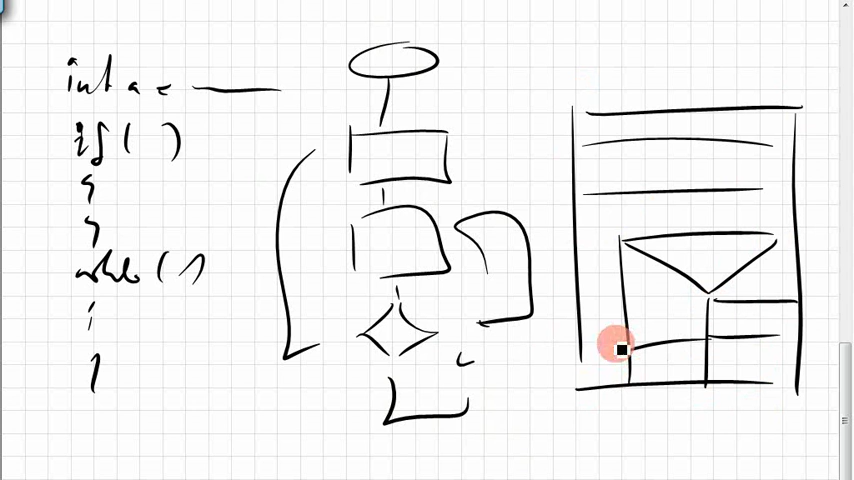 int a =
if ( )
{
}
while ( )
{
}